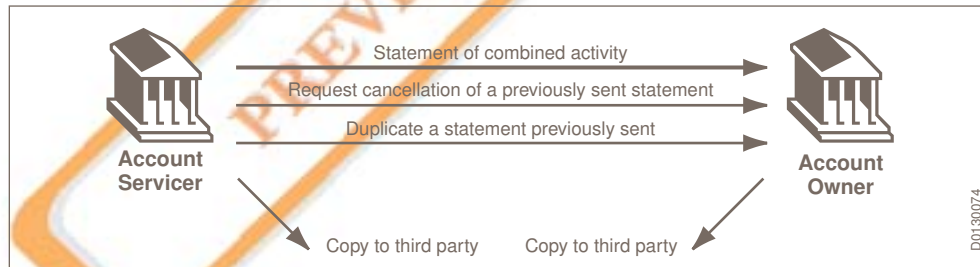 PREV
Statement of combined activity
Request cancellation of a previously sent statement
Duplicate a statement previously sent
Account
Servicer
Account
Owner
Copy to third party
Copy to third party
D0130074